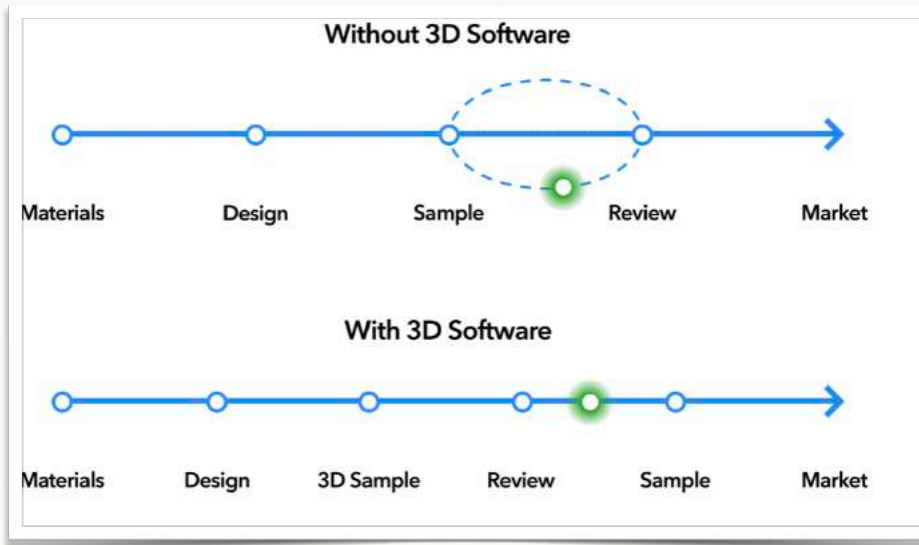 Without 3D Software
Materials Design Sample Review Market
With 3D Software
Materials Design 3D Sample Review Sample Market